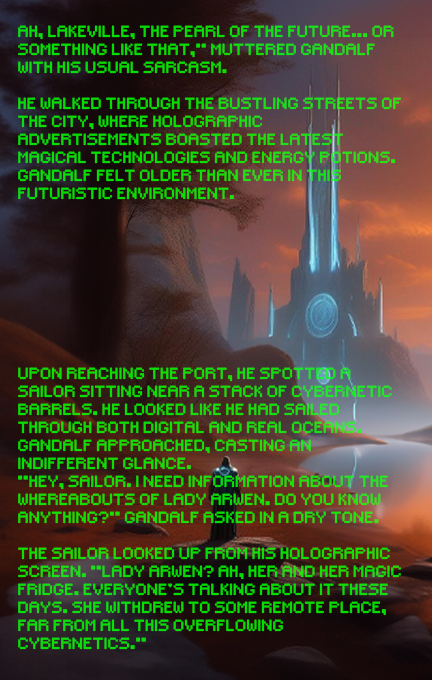 AH, LAKEVILLE, THE PEARL OF THE FUTURE... OR
SOMETHING LIKE THAT,"" MUTTERED GANDALF
WITH HIS USUAL SARCASM.
HE WALKED THROUGH THE BUSTLING STREETS OF
THE CITY, WHERE HOLOGRAPHIC
ADVERTISEMENTS BOASTED THE LATEST
MAGICAL TECHNOLOGIES AND ENERGY POTIONS.
GANDALF FELT OLDER THAN EVER IN THIS
FUTURISTIC ENVIRONMENT.
UPON REACHING THE PORT, HE SPOTTED A
SAILOR SITTING NEAR A STACK OF CYBERNETIC
BARRELS. HE LOOKED LIKE HE HAD SAILED
THROUGH BOTH DIGITAL AND REAL OCEANS.
GANDALF APPROACHED, CASTING AN
INDIFFERENT GLANCE.
""HEY, SAILOR. I NEED INFORMATION ABOUT THE
WHEREABOUTS OF LADY ARWEN. DO YOU KNOW
ANYTHING?"" GANDALF ASKED IN A DRY TONE.
THE SAILOR LOOKED UP FROM HIS HOLOGRAPHIC
SCREEN. ""LADY ARWEN? AH, HER AND HER MAGIC
FRIDGE. EVERYONE'S TALKING ABOUT IT THESE
DAYS. SHE WITHDREW TO SOME REMOTE PLACE,
FAR FROM ALL THIS OVERFLOWING
CYBERNETICS.""